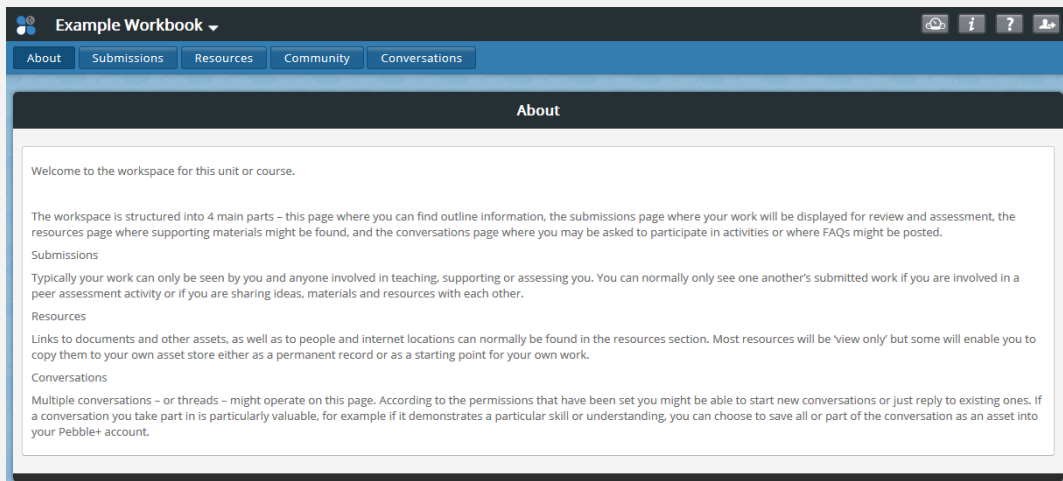 Example Workbook
About Submissions Resources Community Conversations
About
Welcome to the workspace for this unit or course.
The workspace is structured into 4 main parts – this page where you can find outline information, the submissions page where your work will be displayed for review and assessment, the
resources page where supporting materials might be found, and the conversations page where you may be asked to participate in activities or where FAQs might be posted.
Submissions
Typically your work can only be seen by you and anyone involved in teaching, supporting or assessing you. You can normally only see one another's submitted work if you are involved in a
peer assessment activity or if you are sharing ideas, materials and resources with each other.
Resources
Links to documents and other assets, as well as to people and internet locations can normally be found in the resources section. Most resources will be 'view only' but some will enable you to
copy them to your own asset store either as a permanent record or as a starting point for your own work.
Conversations
Multiple conversations – or threads – might operate on this page. According to the permissions that have been set you might be able to start new conversations or just reply to existing ones. If
a conversation you take part in is particularly valuable, for example if it demonstrates a particular skill or understanding, you can choose to save all or part of the conversation as an asset into
your Pebble+ account.